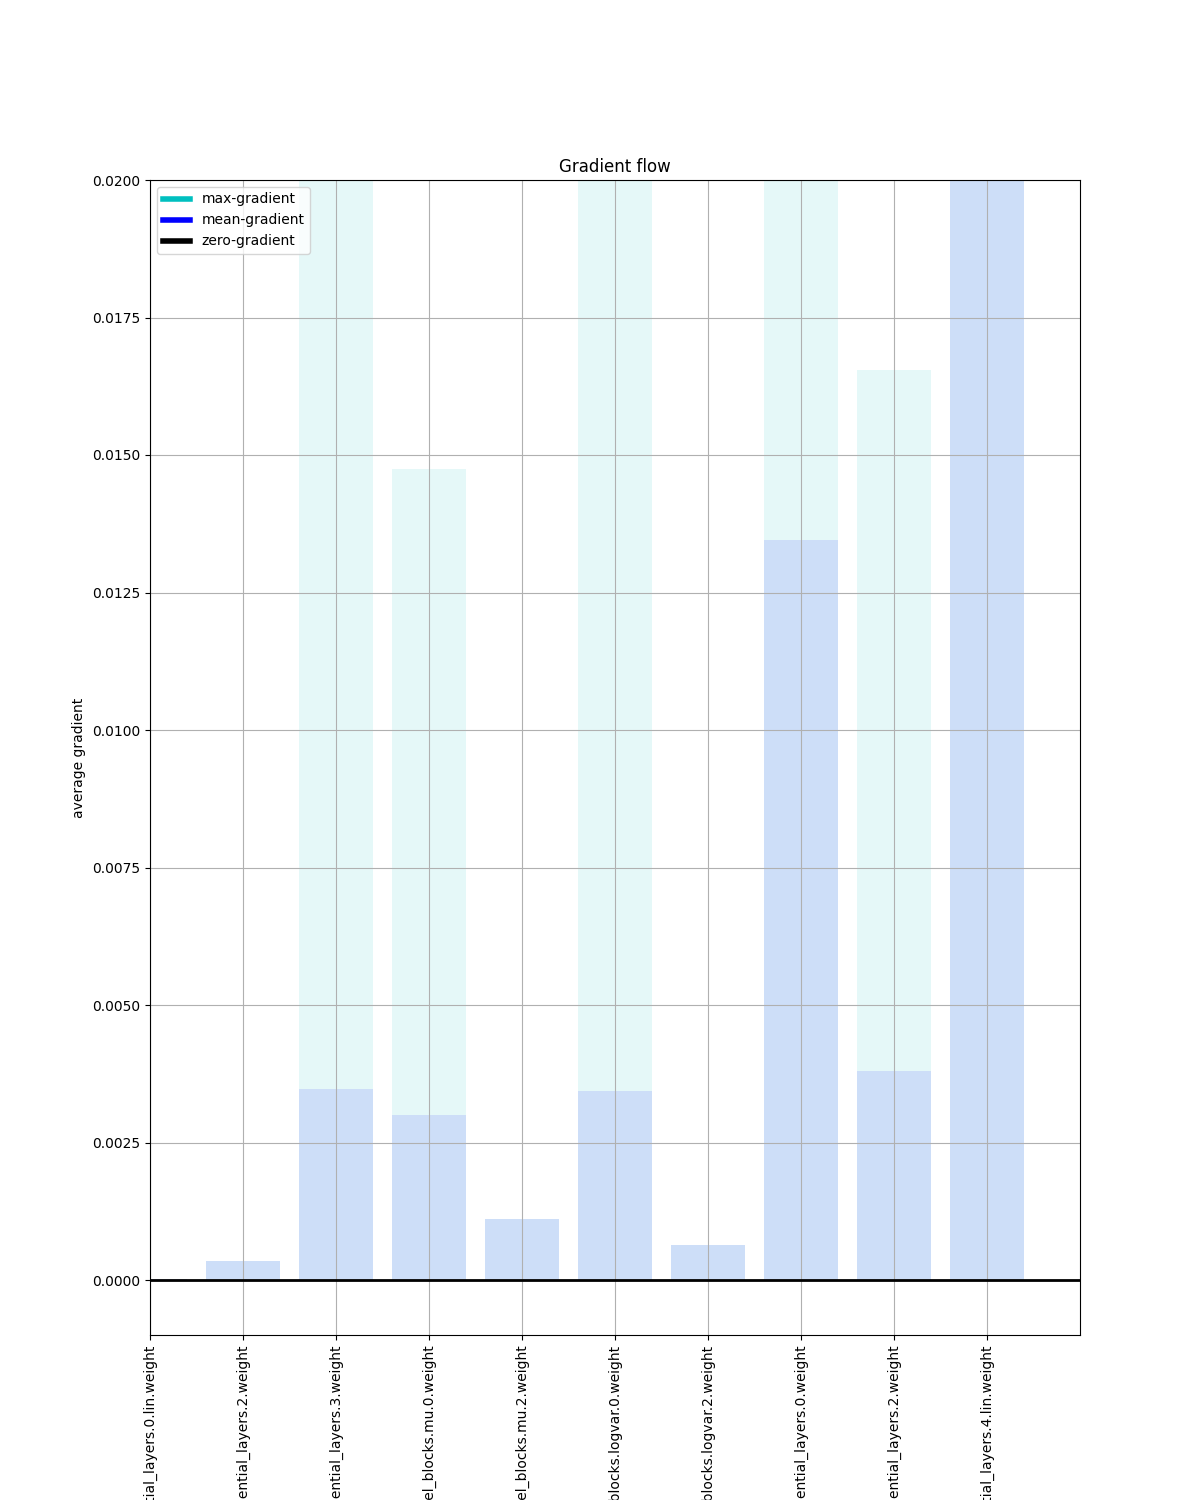 Gradient flow
max-gradient
mean-gradient
zero-gradient
0.0200
0.0175
0.0150
0.0125
0.0100
0.0075
0.0050
0.0025
0.0000
average gradient
tial_layers.0.lin.weight
ential_layers.2.weight
ential_layers.3.weight
el_blocks.mu.0.weight
el_blocks.mu.2.weight
blocks.logvar.0.weight
blocks.logvar.2.weight
ential_layers.0.weight
ential_layers.2.weight
tial_layers.4.lin.weight